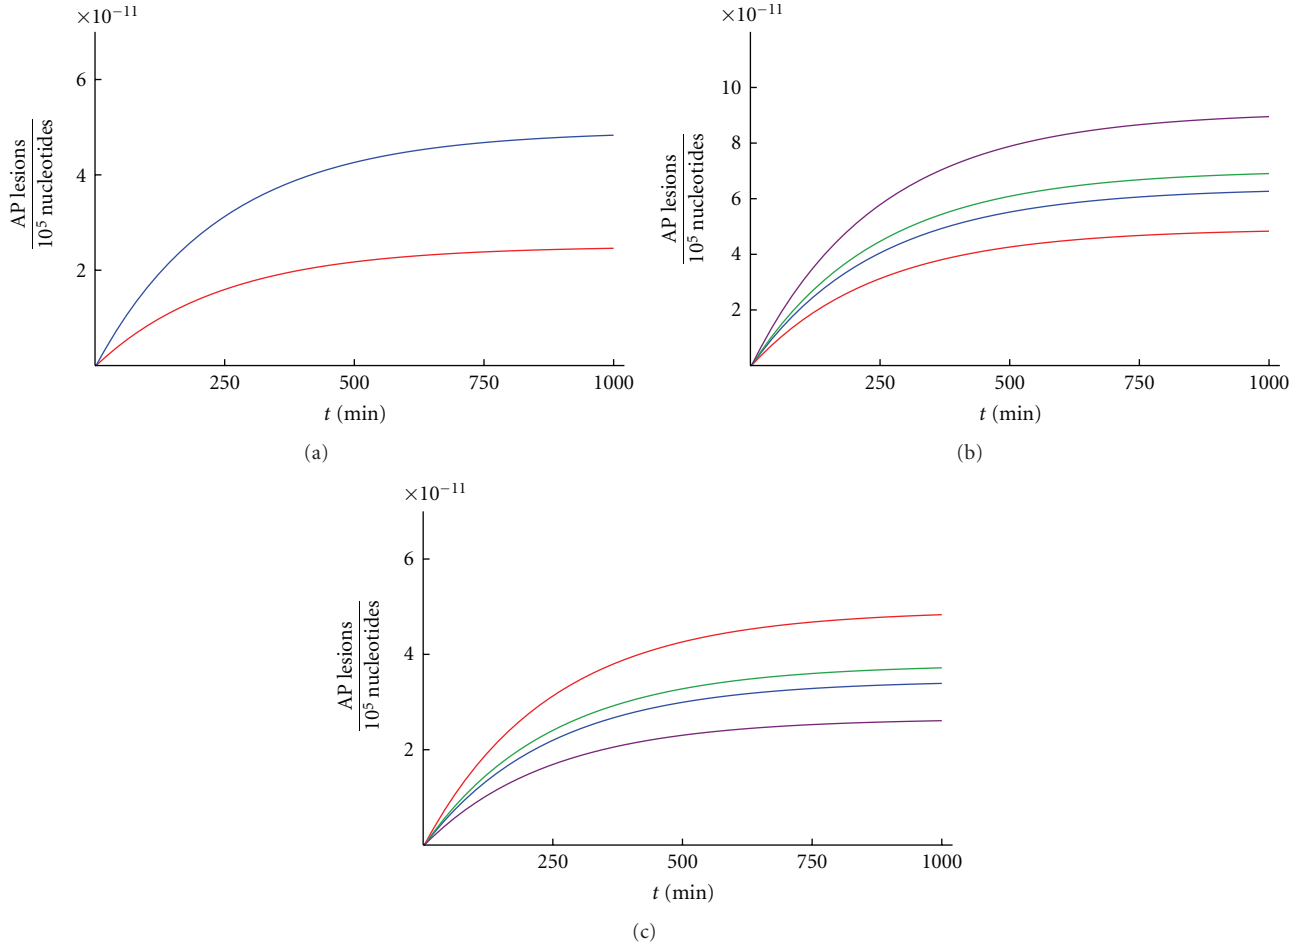 ×10⁻¹¹
6
4
2
AP lesions
10⁵ nucleotides
250 500 750 1000
t (min)
(a)
×10⁻¹¹
10
8
6
4
2
AP lesions
10⁵ nucleotides
250 500 750 1000
t (min)
(b)
×10⁻¹¹
6
4
2
AP lesions
10⁵ nucleotides
250 500 750 1000
t (min)
(c)